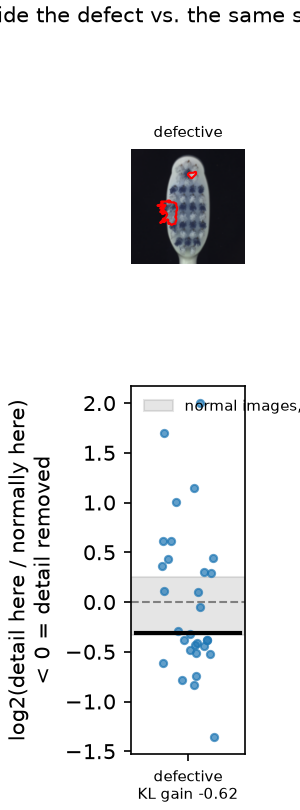 ide the defect vs. the same s
defective
log2(detail here / normally here)
< 0 = detail removed
2.0
1.5
1.0
0.5
0.0
−0.5
−1.0
−1.5
normal images,
defective
KL gain -0.62